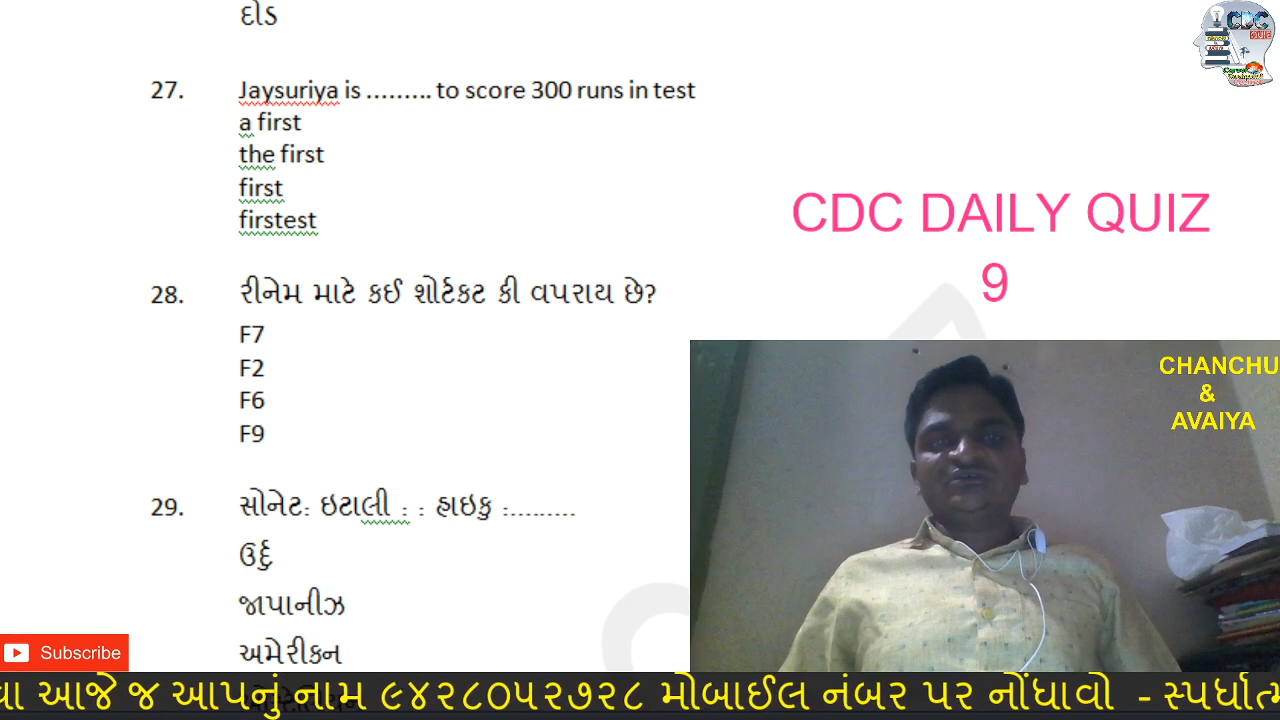 દોડ
27. Jaysuriya is ......... to score 300 runs in test
a first
the first
first
firstest
28. રીનેમ માટે કઈ શોર્ટકટ કી વપરાય છે?
F7
F2
F6
F9
29. સોનેટ: ઇટાલી : : હાઇકુ :.........
ઉર્દુ
જાપાનીઝ
અમેરીકન
CDC DAILY QUIZ
9
CDC
CHANCHU
&
AVAIYA
Subscribe
આજે જ આપનું નામ ૯૪૨૮૦૫૨૭૨૮ મોબાઈલ નંબર પર નોંધાવો - સ્પર્ધાત્મ